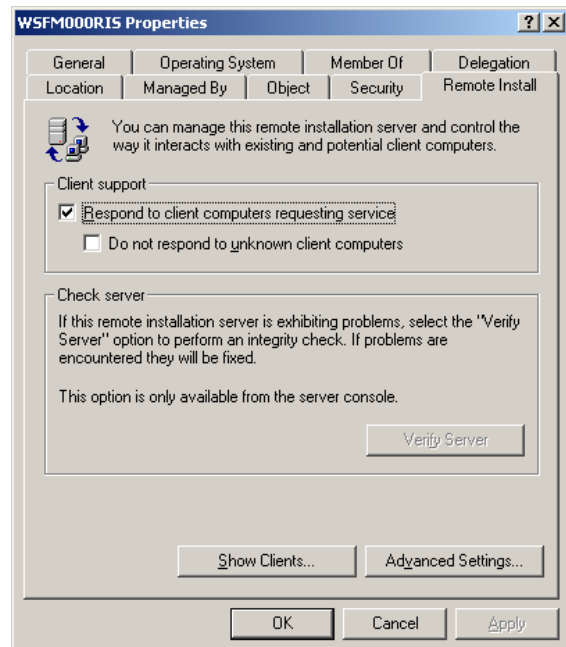 WSFM000RIS Properties
General Operating System Member Of Delegation
Location Managed By Object Security Remote Install
You can manage this remote installation server and control the
way it interacts with existing and potential client computers.
Client support
Respond to client computers requesting service
Do not respond to unknown client computers
Check server
If this remote installation server is exhibiting problems, select the "Verify
Server" option to perform an integrity check. If problems are
encountered they will be fixed.
This option is only available from the server console.
Verify Server
Show Clients... Advanced Settings...
OK Cancel Apply